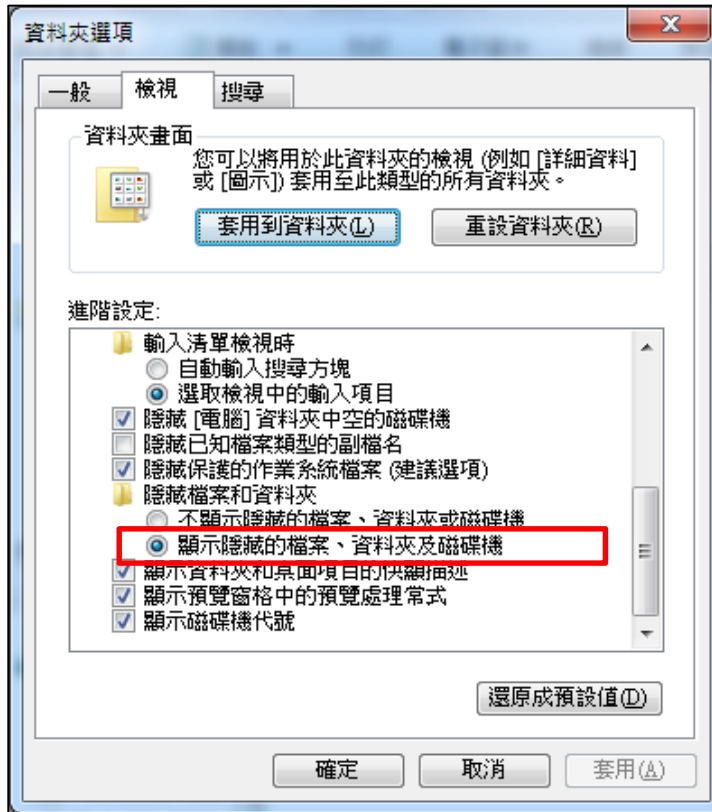 資料夾選項
一般
檢視
搜尋
資料夾畫面
您可以將用於此資料夾的檢視 (例如 [詳細資料]
或 [圖示]) 套用至此類型的所有資料夾。
套用到資料夾(L)
重設資料夾(R)
進階設定:
輸入清單檢視時
自動輸入搜尋方塊
選取檢視中的輸入項目
隱藏 [電腦] 資料夾中空的磁碟機
隱藏已知檔案類型的副檔名
隱藏保護的作業系統檔案 (建議選項)
隱藏檔案和資料夾
不顯示隱藏的檔案、資料夾或磁碟機
顯示隱藏的檔案、資料夾及磁碟機
顯示資料夾和桌面項目的快顯描述
顯示預覽窗格中的預覽處理常式
顯示磁碟機代號
還原成預設值(D)
確定
取消
套用(A)